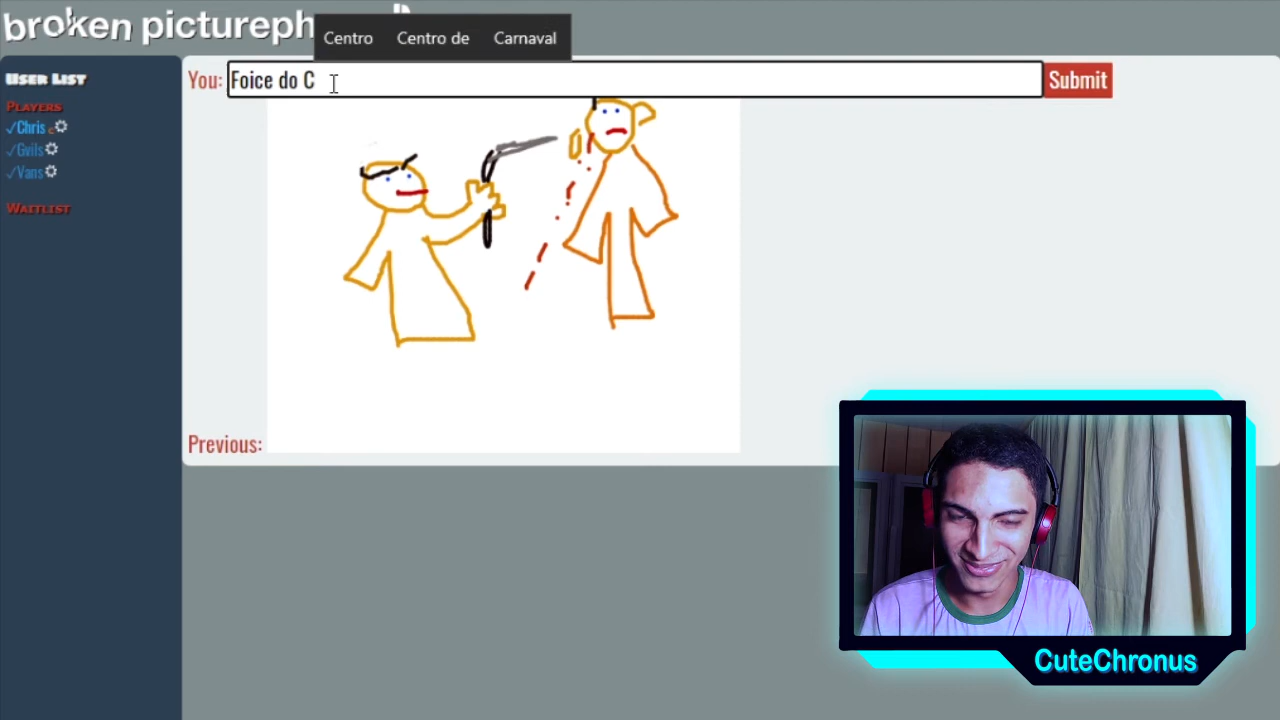 broken pictureph
Centro Centro de Carnaval
USER LIST
PLAYERS
✓Chris c
✓Gvils
✓Vans
WAITLIST
You: Foice do C Submit
Previous:
CuteChronus